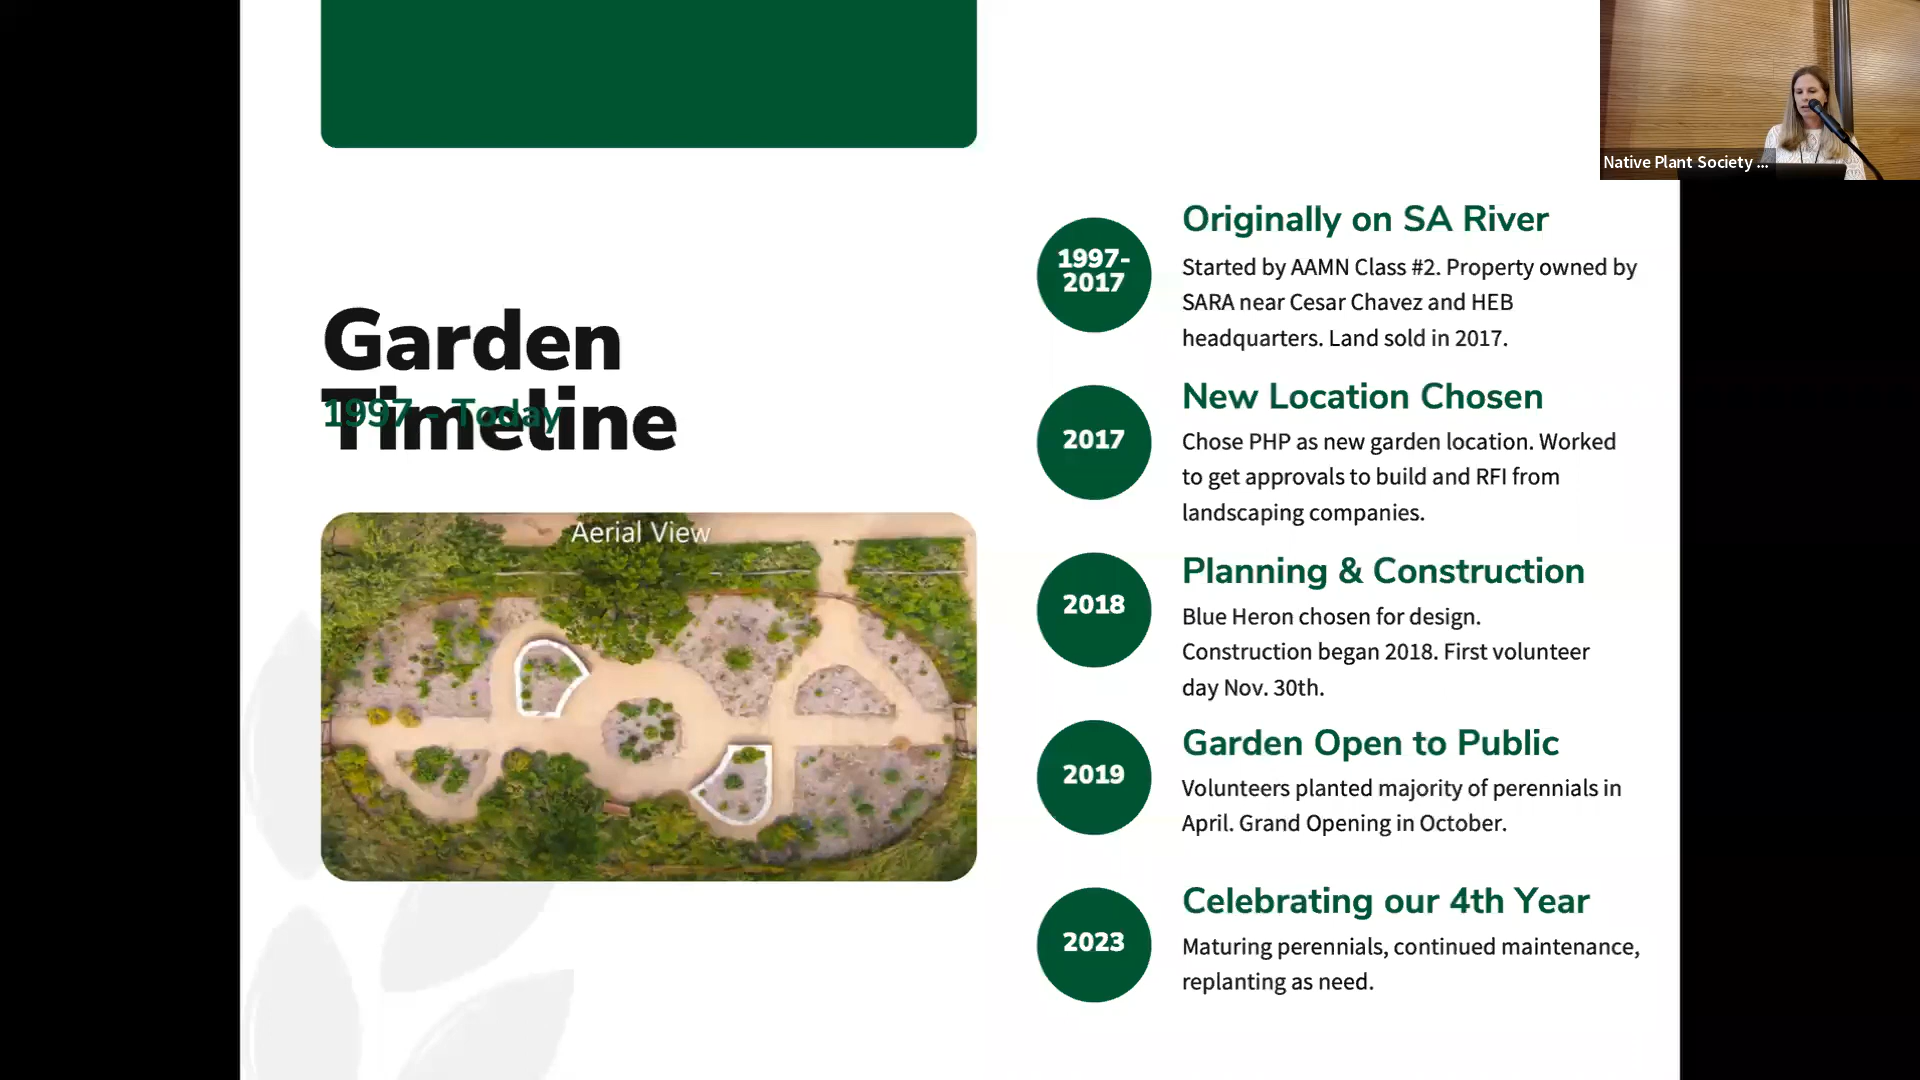 Garden
Timeline
1997 - Today
Aerial View
1997-
2017
Originally on SA River
Started by AAMN Class #2. Property owned by
SARA near Cesar Chavez and HEB
headquarters. Land sold in 2017.
2017
New Location Chosen
Chose PHP as new garden location. Worked
to get approvals to build and RFI from
landscaping companies.
2018
Planning & Construction
Blue Heron chosen for design.
Construction began 2018. First volunteer
day Nov. 30th.
2019
Garden Open to Public
Volunteers planted majority of perennials in
April. Grand Opening in October.
2023
Celebrating our 4th Year
Maturing perennials, continued maintenance,
replanting as need.
Native Plant Society ...